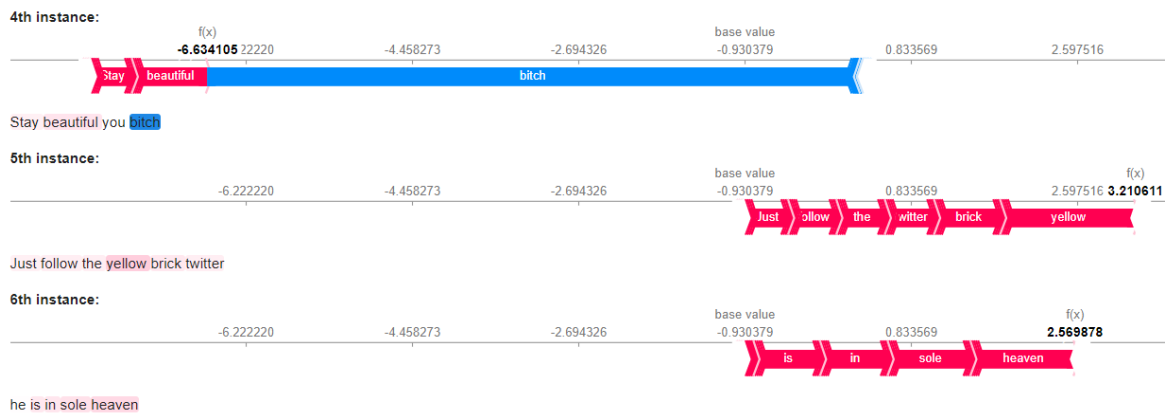 4th instance:
f(x) base value
-6.634105 22220 -4.458273 -2.694326 -0.930379 0.833569 2.597516
Stay beautiful bitch
Stay beautiful you bitch
5th instance:
base value f(x)
-6.222220 -4.458273 -2.694326 -0.930379 0.833569 2.597516 3.210611
Just ollow the witter brick yellow
Just follow the yellow brick twitter
6th instance:
base value f(x)
-6.222220 -4.458273 -2.694326 -0.930379 0.833569 2.569878
is in sole heaven
he is in sole heaven